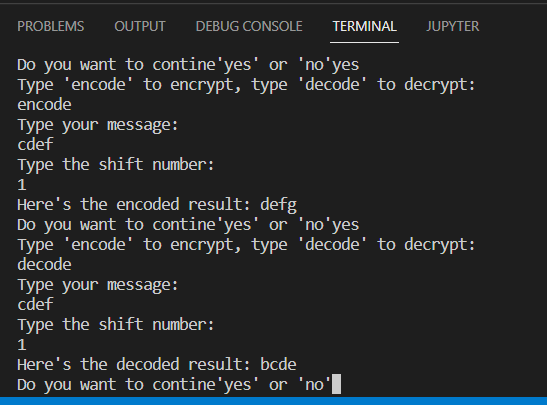 PROBLEMS OUTPUT DEBUG CONSOLE TERMINAL JUPYTER
Do you want to contine'yes' or 'no'yes
Type 'encode' to encrypt, type 'decode' to decrypt:
encode
Type your message:
cdef
Type the shift number:
1
Here's the encoded result: defg
Do you want to contine'yes' or 'no'yes
Type 'encode' to encrypt, type 'decode' to decrypt:
decode
Type your message:
cdef
Type the shift number:
1
Here's the decoded result: bcde
Do you want to contine'yes' or 'no'